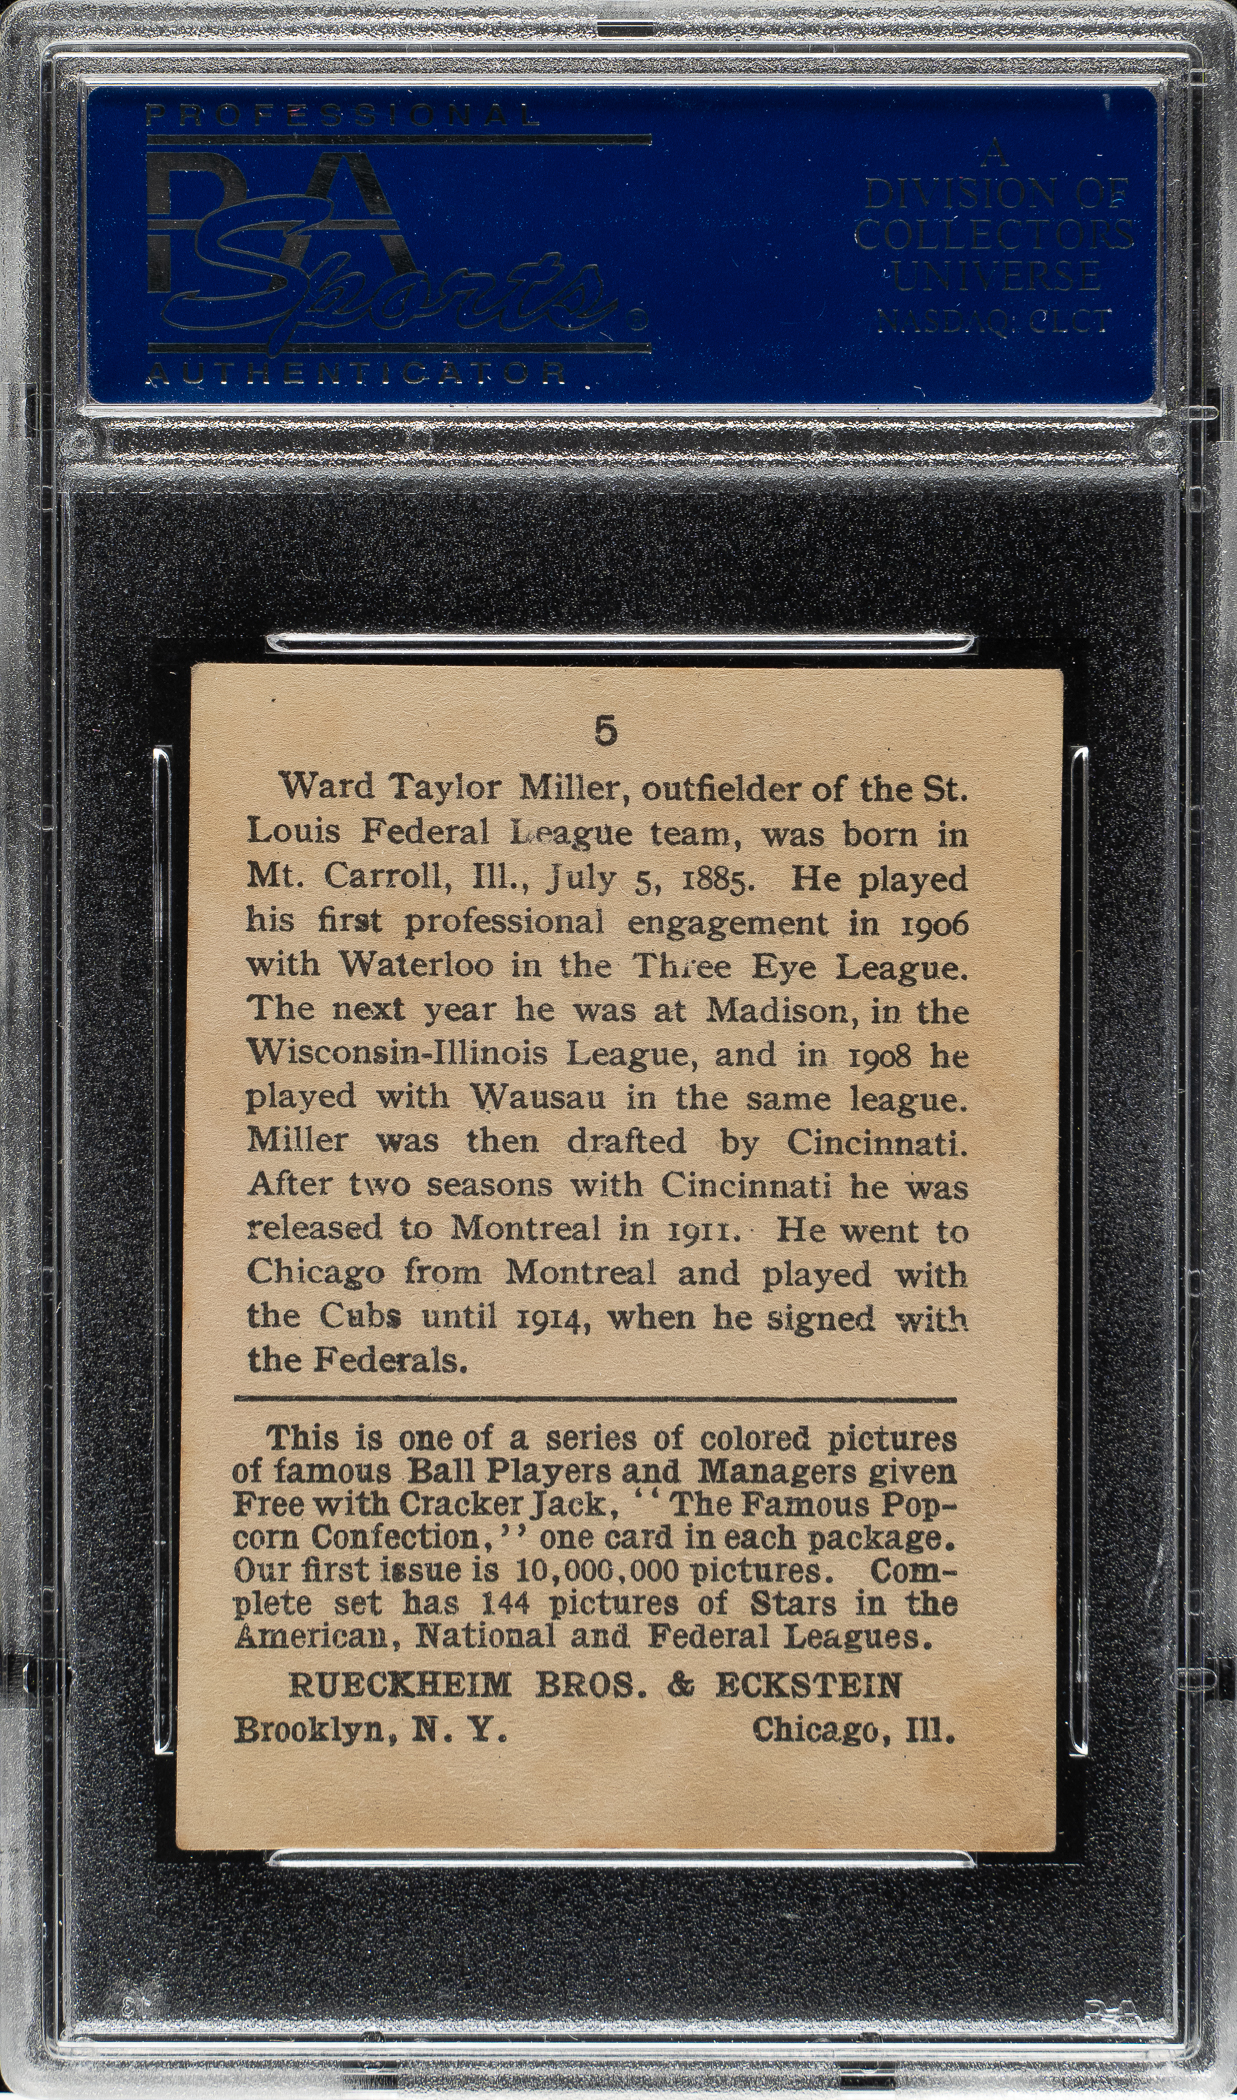 PROFESSIONAL
PSA
Sports®
AUTHENTICATOR
A
DIVISION OF
COLLECTORS
UNIVERSE
NASDAQ: CLCT
5
Ward Taylor Miller, outfielder of the St.
Louis Federal League team, was born in
Mt. Carroll, Ill., July 5, 1885. He played
his first professional engagement in 1906
with Waterloo in the Three Eye League.
The next year he was at Madison, in the
Wisconsin-Illinois League, and in 1908 he
played with Wausau in the same league.
Miller was then drafted by Cincinnati.
After two seasons with Cincinnati he was
released to Montreal in 1911. He went to
Chicago from Montreal and played with
the Cubs until 1914, when he signed with
the Federals.
This is one of a series of colored pictures
of famous Ball Players and Managers given
Free with Cracker Jack, “The Famous Pop-
corn Confection,” one card in each package.
Our first issue is 10,000,000 pictures. Com-
plete set has 144 pictures of Stars in the
American, National and Federal Leagues.
RUECKHEIM BROS. & ECKSTEIN
Brooklyn, N. Y. Chicago, Ill.
PSA